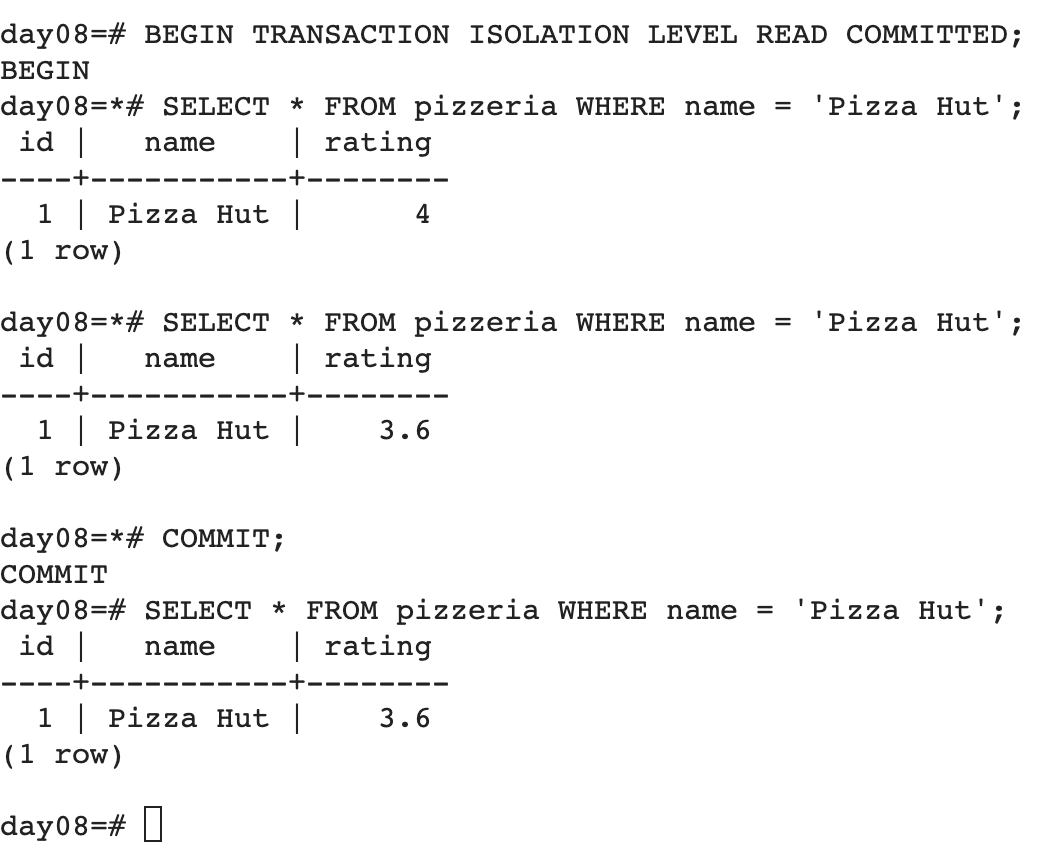 day08=# BEGIN TRANSACTION ISOLATION LEVEL READ COMMITTED;
BEGIN
day08=*# SELECT * FROM pizzeria WHERE name = 'Pizza Hut';
 id |   name    | rating
----+-----------+--------
  1 | Pizza Hut |      4
(1 row)

day08=*# SELECT * FROM pizzeria WHERE name = 'Pizza Hut';
 id |   name    | rating
----+-----------+--------
  1 | Pizza Hut |    3.6
(1 row)

day08=*# COMMIT;
COMMIT
day08=# SELECT * FROM pizzeria WHERE name = 'Pizza Hut';
 id |   name    | rating
----+-----------+--------
  1 | Pizza Hut |    3.6
(1 row)

day08=#